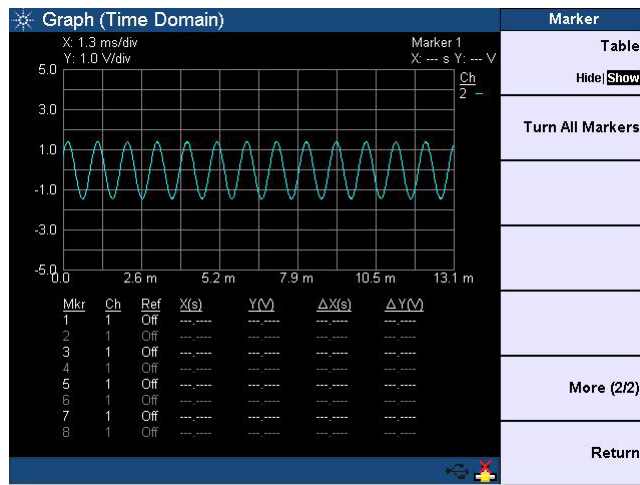 Graph (Time Domain)
Marker
X: 1.3 ms/div
Y: 1.0 V/div
Marker 1
X: --- s Y: --- V
Ch
2 –
5.0
3.0
1.0
-1.0
-3.0
-5.0
0.0 2.6 m 5.2 m 7.9 m 10.5 m 13.1 m
Mkr Ch Ref X(s) Y(V) ΔX(s) ΔY(V)
1 1 Off ---.---- ---.---- ---.---- ---.----
2 1 Off ---.---- ---.---- ---.---- ---.----
3 1 Off ---.---- ---.---- ---.---- ---.----
4 1 Off ---.---- ---.---- ---.---- ---.----
5 1 Off ---.---- ---.---- ---.---- ---.----
6 1 Off ---.---- ---.---- ---.---- ---.----
7 1 Off ---.---- ---.---- ---.---- ---.----
8 1 Off ---.---- ---.---- ---.---- ---.----
Table
Hide| Show
Turn All Markers
More (2/2)
Return